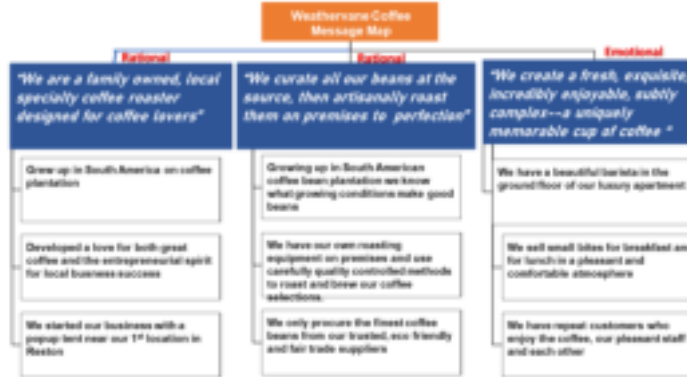 Weathervane Coffee
Message Map
Rational
Rational
Emotional
"We are a family owned, local
specialty coffee roaster
designed for coffee lovers"
Grew up in South America on coffee
plantation
Developed a love for both great
coffee and the entrepreneurial spirit
for local business success
We started our business with a
popup tent near our 1st location in
Reston
"We curate all our beans at the
source, then artisanally roast
them on premises to perfection"
Growing up in South American
coffee bean plantation we know
what growing conditions make good
beans
We have our own roasting
equipment on premises and use
carefully quality controlled methods
to roast and brew our coffee
selections.
We only procure the finest coffee
beans from our trusted, eco friendly
and fair trade suppliers
"We create a fresh, exquisite,
incredibly enjoyable, subtly
complex--a uniquely
memorable cup of coffee "
We have a beautiful barista in the
ground floor of our luxury apartment
We sell small bites for breakfast an
for lunch in a pleasant and
comfortable atmosphere
We have repeat customers who
enjoy the coffee, our pleasant staff
and each other